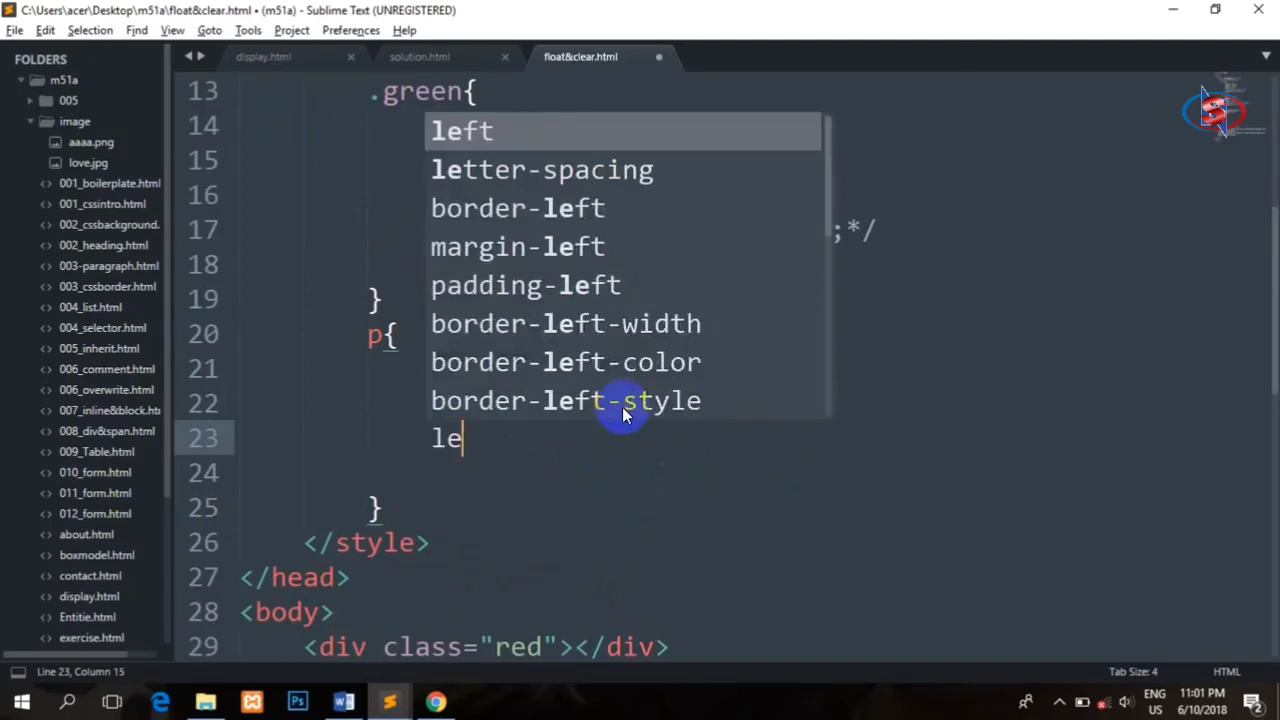 C:\Users\acer\Desktop\m51a\float&clear.html • (m51a) - Sublime Text (UNREGISTERED)
File Edit Selection Find View Goto Tools Project Preferences Help
FOLDERS
m51a
005
image
aaaa.png
love.jpg
001_boilerplate.html
001_cssintro.html
002_cssbackground.
002_heading.html
003-paragraph.html
003_cssborder.html
004_list.html
004_selector.html
005_inherit.html
006_comment.html
006_overwrite.html
007_inline&block.ht
008_div&span.html
009_Table.html
010_form.html
011_form.html
012_form.html
about.html
boxmodel.html
contact.html
display.html
Entitie.html
exercise.html
display.html × solution.html × float&clear.html
13 .green{
14
15
16
17 ;*/
18
19 }
20 p{
21
22
23 le
24
25 }
26 </style>
27 </head>
28 <body>
29 <div class="red"></div>
left
letter-spacing
border-left
margin-left
padding-left
border-left-width
border-left-color
border-left-style
S
Line 23, Column 15
Tab Size: 4
HTML
ENG
US
11:01 PM
6/10/2018
2